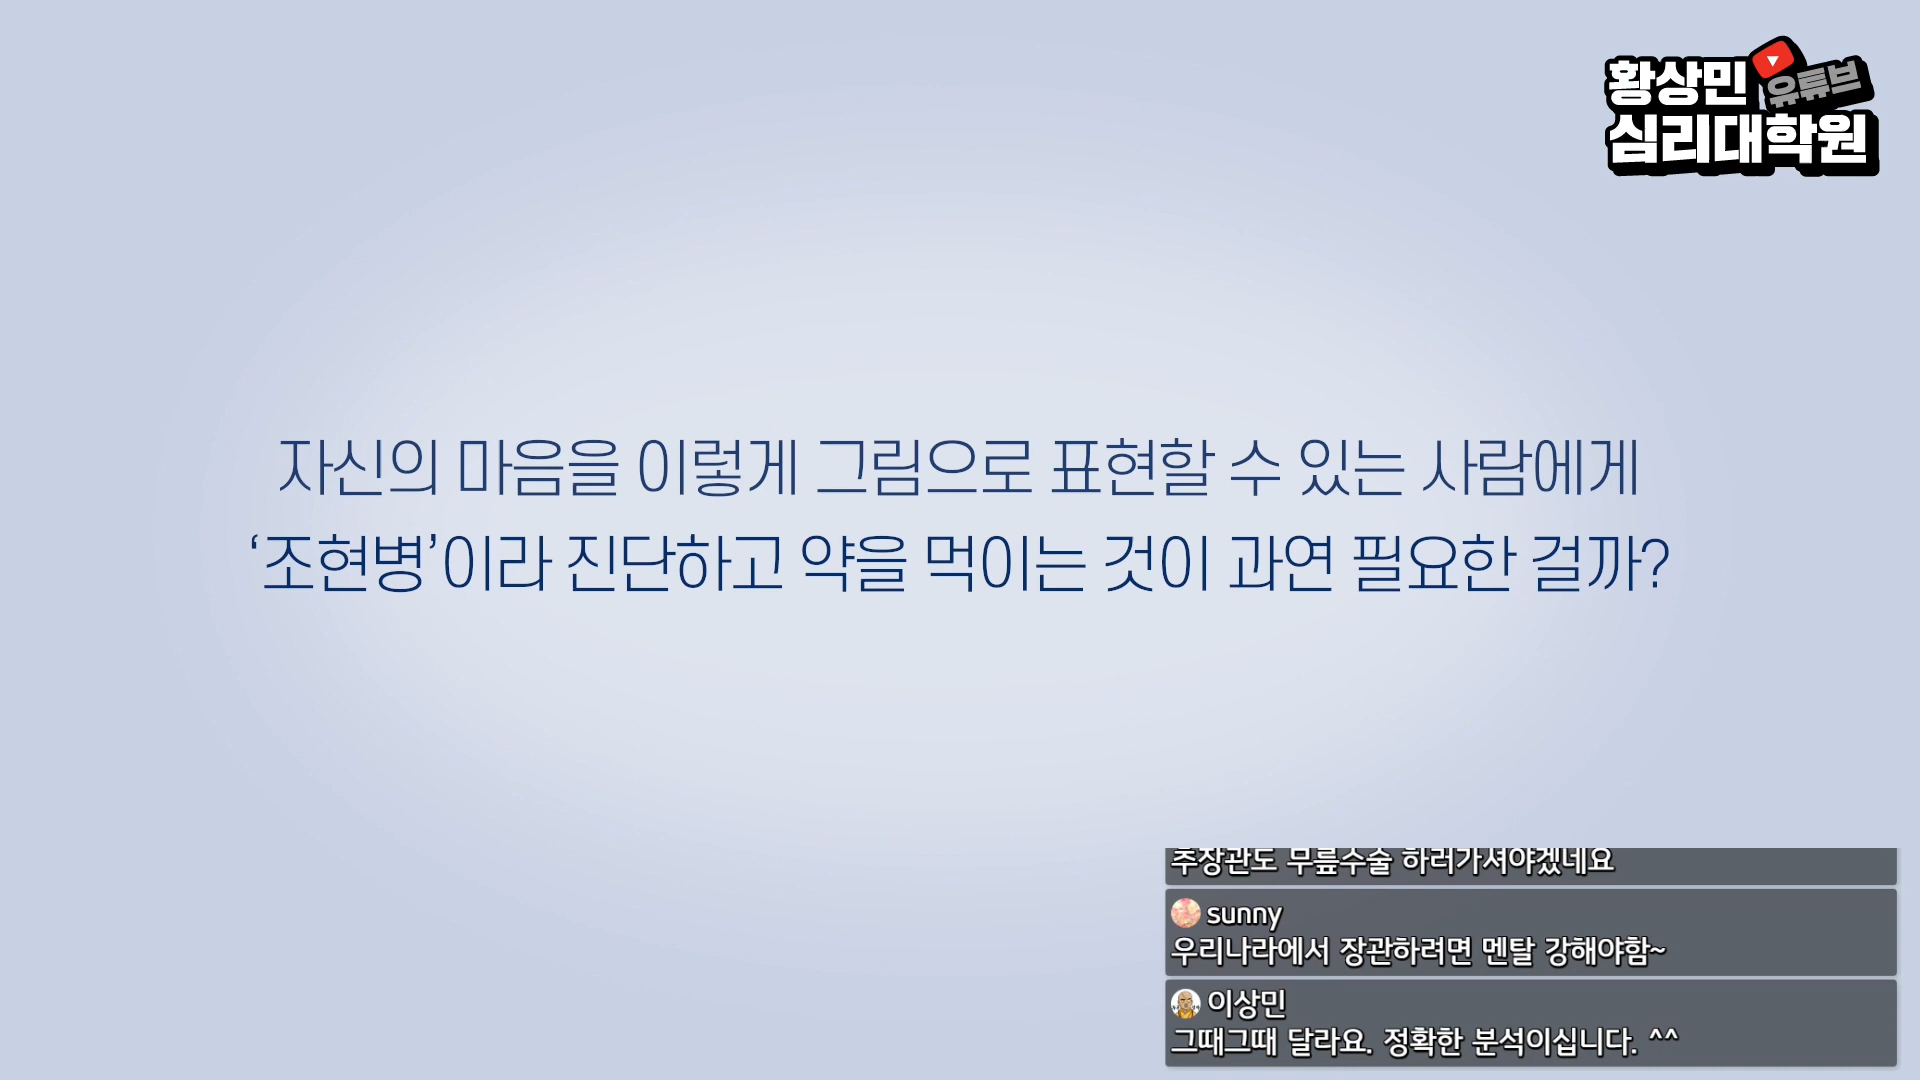 황상민 유튜브
심리대학원
자신의 마음을 이렇게 그림으로 표현할 수 있는 사람에게
‘조현병’이라 진단하고 약을 먹이는 것이 과연 필요한 걸까?
추장관도 무릎수술 하러가셔야겠네요
sunny
우리나라에서 장관하려면 멘탈 강해야함~
이상민
그때그때 달라요. 정확한 분석이십니다. ^^